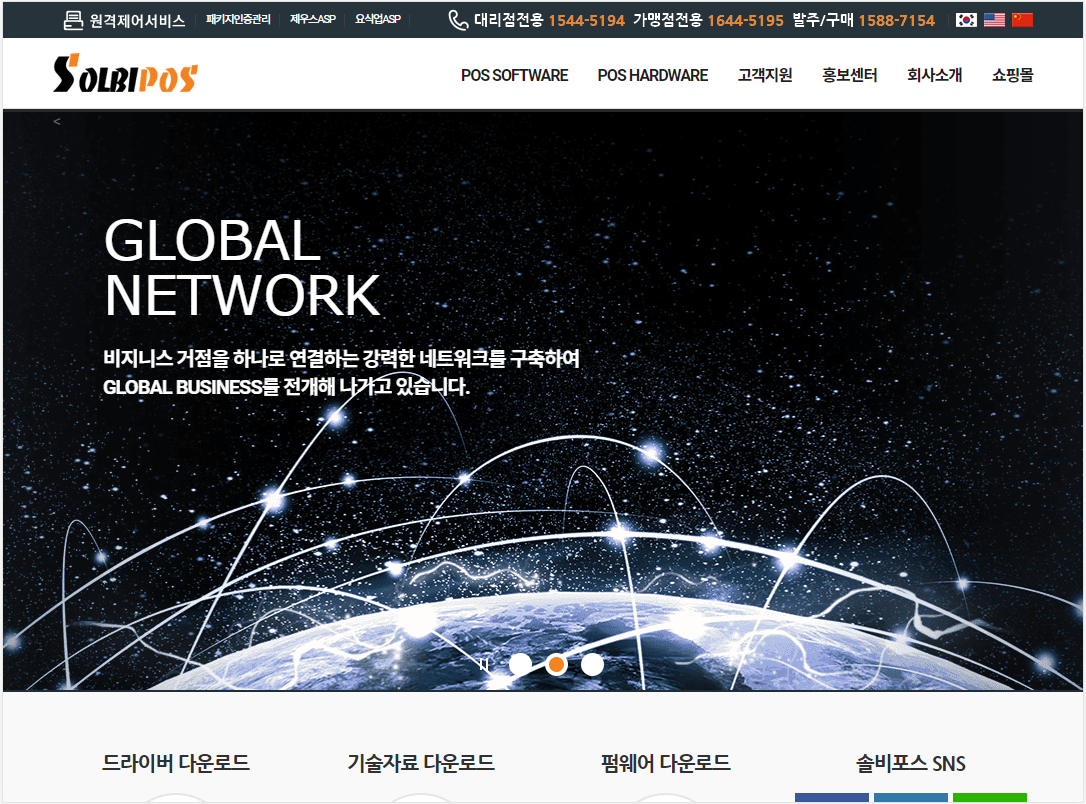 원격제어서비스 패키지인증관리 제우스ASP 요식업ASP 대리점전용 1544-5194 가맹점전용 1644-5195 발주/구매 1588-7154
SOLBIPOS POS SOFTWARE POS HARDWARE 고객지원 홍보센터 회사소개 쇼핑몰
<
GLOBAL
NETWORK
비지니스 거점을 하나로 연결하는 강력한 네트워크를 구축하여
GLOBAL BUSINESS를 전개해 나가고 있습니다.
드라이버 다운로드 기술자료 다운로드 펌웨어 다운로드 솔비포스 SNS